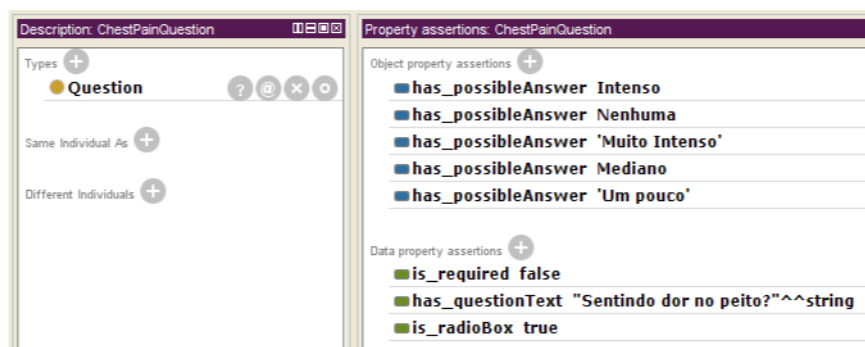 Description: ChestPainQuestion
Types
Question
Same Individual As
Different Individuals
Property assertions: ChestPainQuestion
Object property assertions
has_possibleAnswer Intenso
has_possibleAnswer Nenhuma
has_possibleAnswer 'Muito Intenso'
has_possibleAnswer Mediano
has_possibleAnswer 'Um pouco'
Data property assertions
is_required false
has_questionText "Sentindo dor no peito?"^^string
is_radioBox true